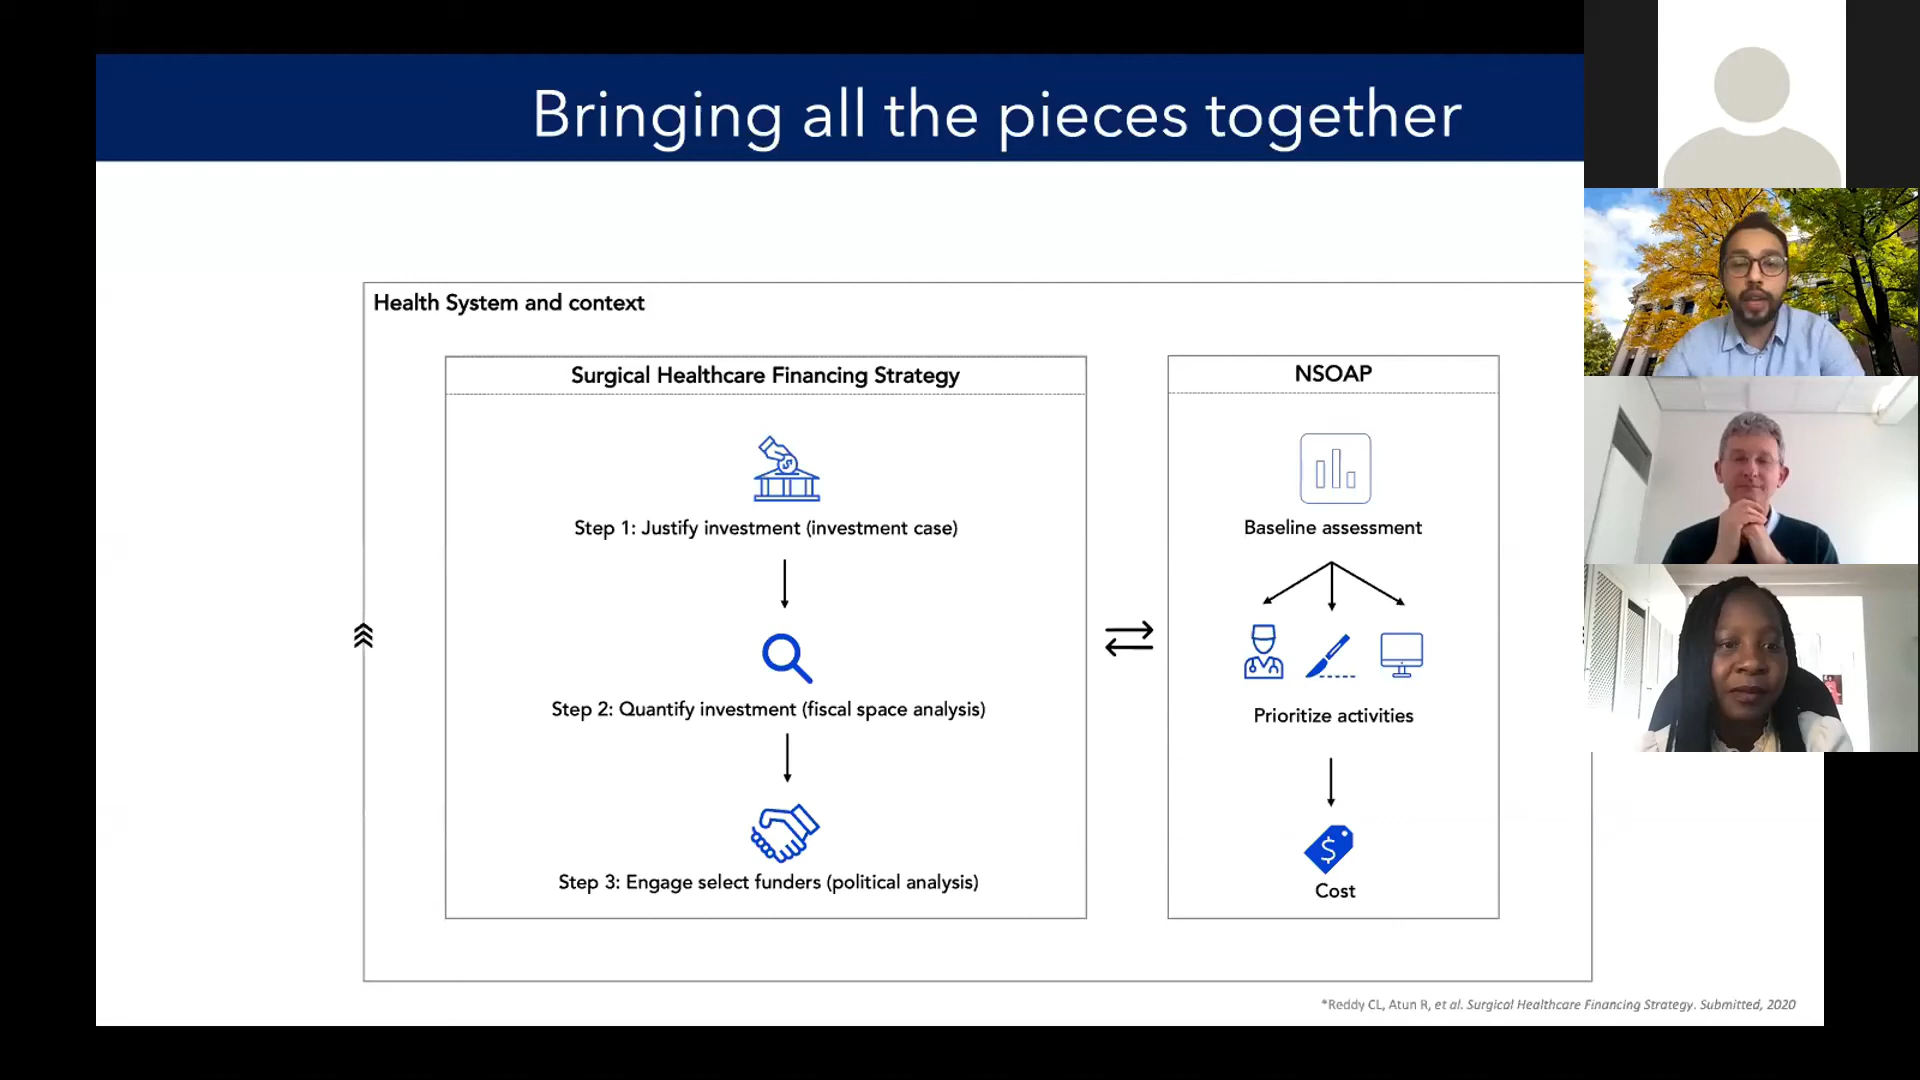 Bringing all the pieces together
Health System and context
Surgical Healthcare Financing Strategy
Step 1: Justify investment (investment case)
Step 2: Quantify investment (fiscal space analysis)
Step 3: Engage select funders (political analysis)
NSOAP
Baseline assessment
Prioritize activities
$
Cost
*Reddy CL, Atun R, et al. Surgical Healthcare Financing Strategy. Submitted, 2020